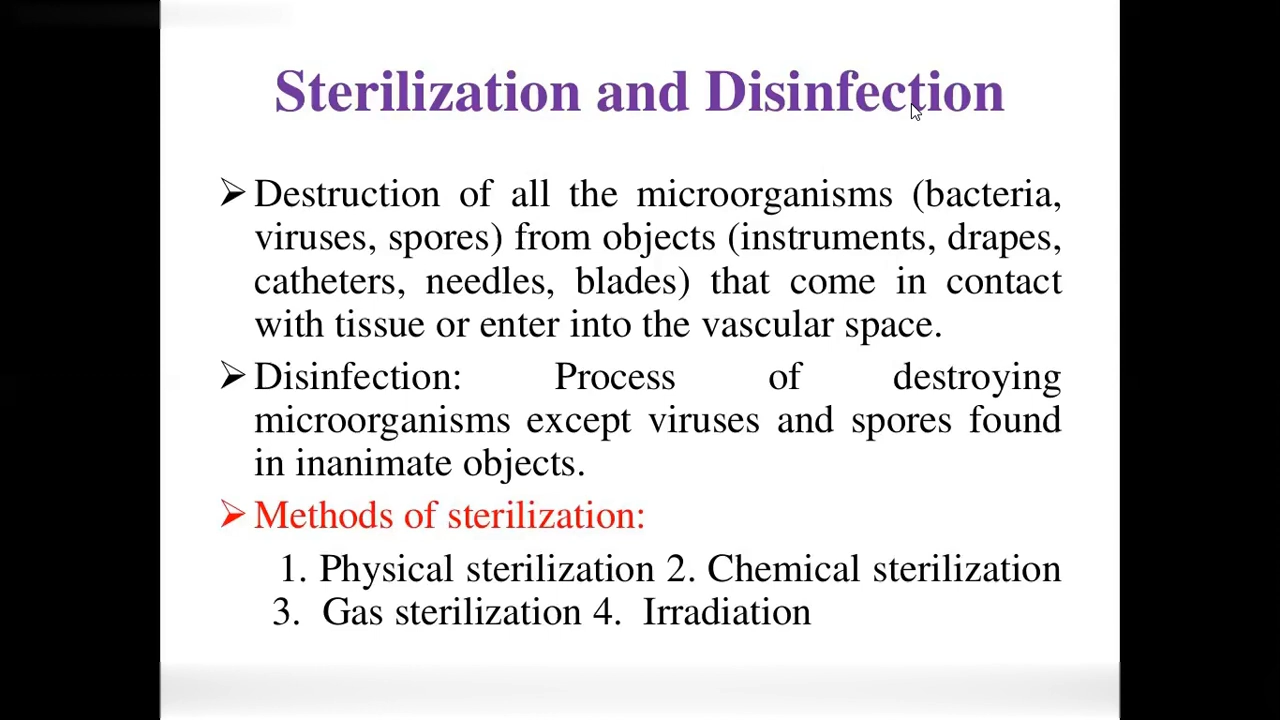 Sterilization and Disinfection
➢ Destruction of all the microorganisms (bacteria,
viruses, spores) from objects (instruments, drapes,
catheters, needles, blades) that come in contact
with tissue or enter into the vascular space.
➢ Disinfection: Process of destroying
microorganisms except viruses and spores found
in inanimate objects.
➢ Methods of sterilization:
1. Physical sterilization 2. Chemical sterilization
3. Gas sterilization 4. Irradiation